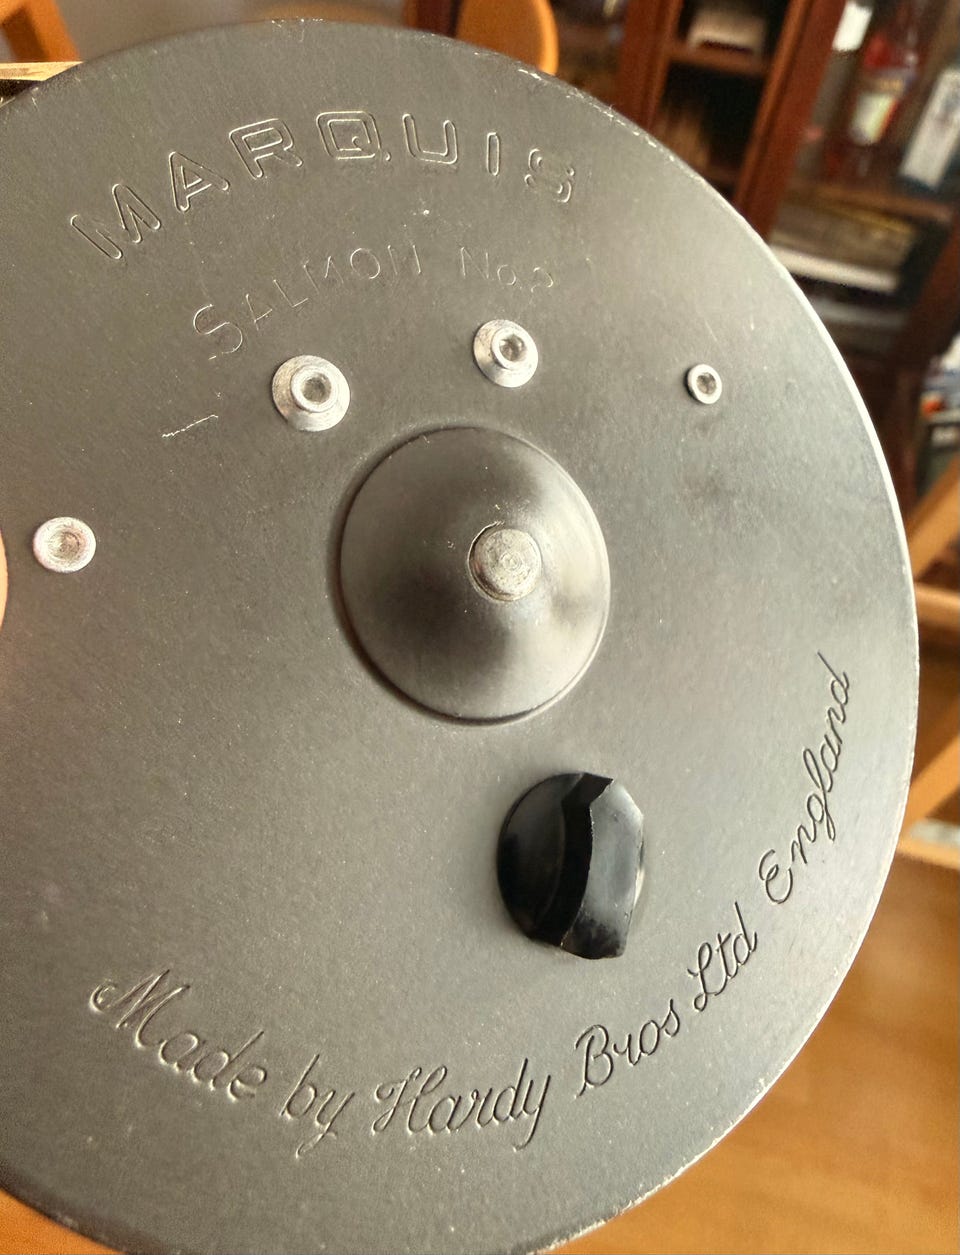 MARQUIS
SALMON No.2
Made by Hardy Bros Ltd England